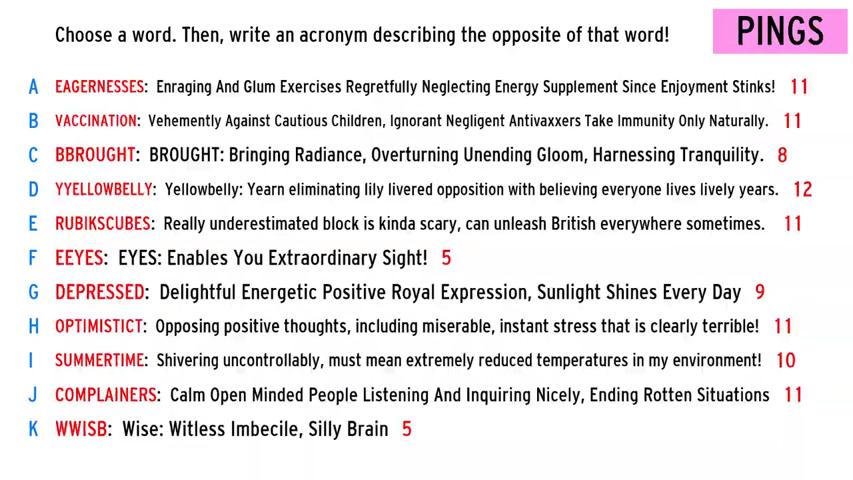 Choose a word. Then, write an acronym describing the opposite of that word!
PINGS
A EAGERNESSES: Enraging And Glum Exercises Regretfully Neglecting Energy Supplement Since Enjoyment Stinks! 11
B VACCINATION: Vehemently Against Cautious Children, Ignorant Negligent Antivaxxers Take Immunity Only Naturally. 11
C BBROUGHT: BROUGHT: Bringing Radiance, Overturning Unending Gloom, Harnessing Tranquility. 8
D YYELLOWBELLY: Yellowbelly: Yearn eliminating lily livered opposition with believing everyone lives lively years. 12
E RUBIKSCUBES: Really underestimated block is kinda scary, can unleash British everywhere sometimes. 11
F EEYES: EYES: Enables You Extraordinary Sight! 5
G DEPRESSED: Delightful Energetic Positive Royal Expression, Sunlight Shines Every Day 9
H OPTIMISTICT: Opposing positive thoughts, including miserable, instant stress that is clearly terrible! 11
I SUMMERTIME: Shivering uncontrollably, must mean extremely reduced temperatures in my environment! 10
J COMPLAINERS: Calm Open Minded People Listening And Inquiring Nicely, Ending Rotten Situations 11
K WWISB: Wise: Witless Imbecile, Silly Brain 5